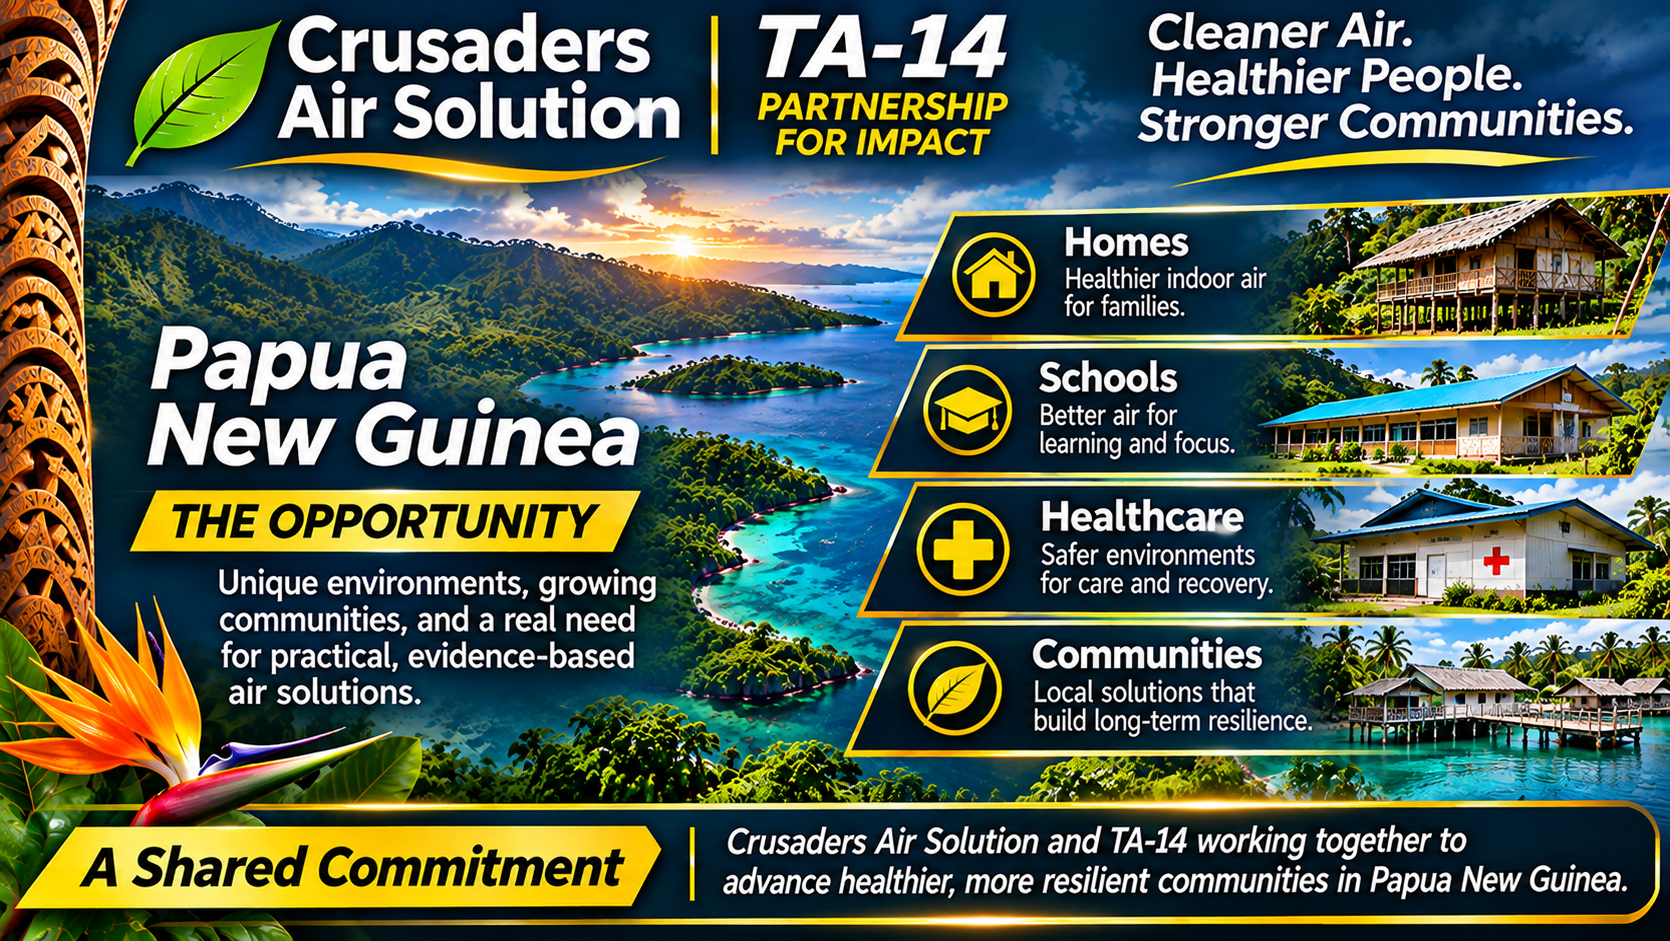 Crusaders
Air Solution
TA-14
PARTNERSHIP
FOR IMPACT
Cleaner Air.
Healthier People.
Stronger Communities.
Papua
New Guinea
THE OPPORTUNITY
Unique environments, growing
communities, and a real need
for practical, evidence-based
air solutions.
Homes
Healthier indoor air
for families.
Schools
Better air for
learning and focus.
Healthcare
Safer environments
for care and recovery.
Communities
Local solutions that
build long-term resilience.
A Shared Commitment
Crusaders Air Solution and TA-14 working together to
advance healthier, more resilient communities in Papua New Guinea.